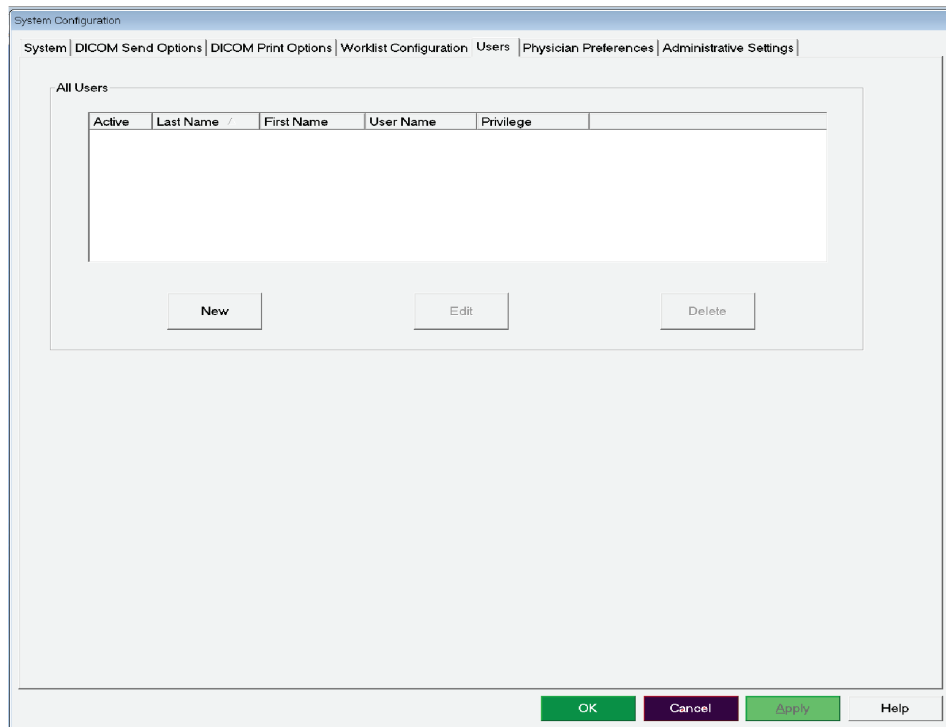 System Configuration
System DICOM Send Options DICOM Print Options Worklist Configuration Users Physician Preferences Administrative Settings
All Users
Active Last Name First Name User Name Privilege
New Edit Delete
OK Cancel Apply Help